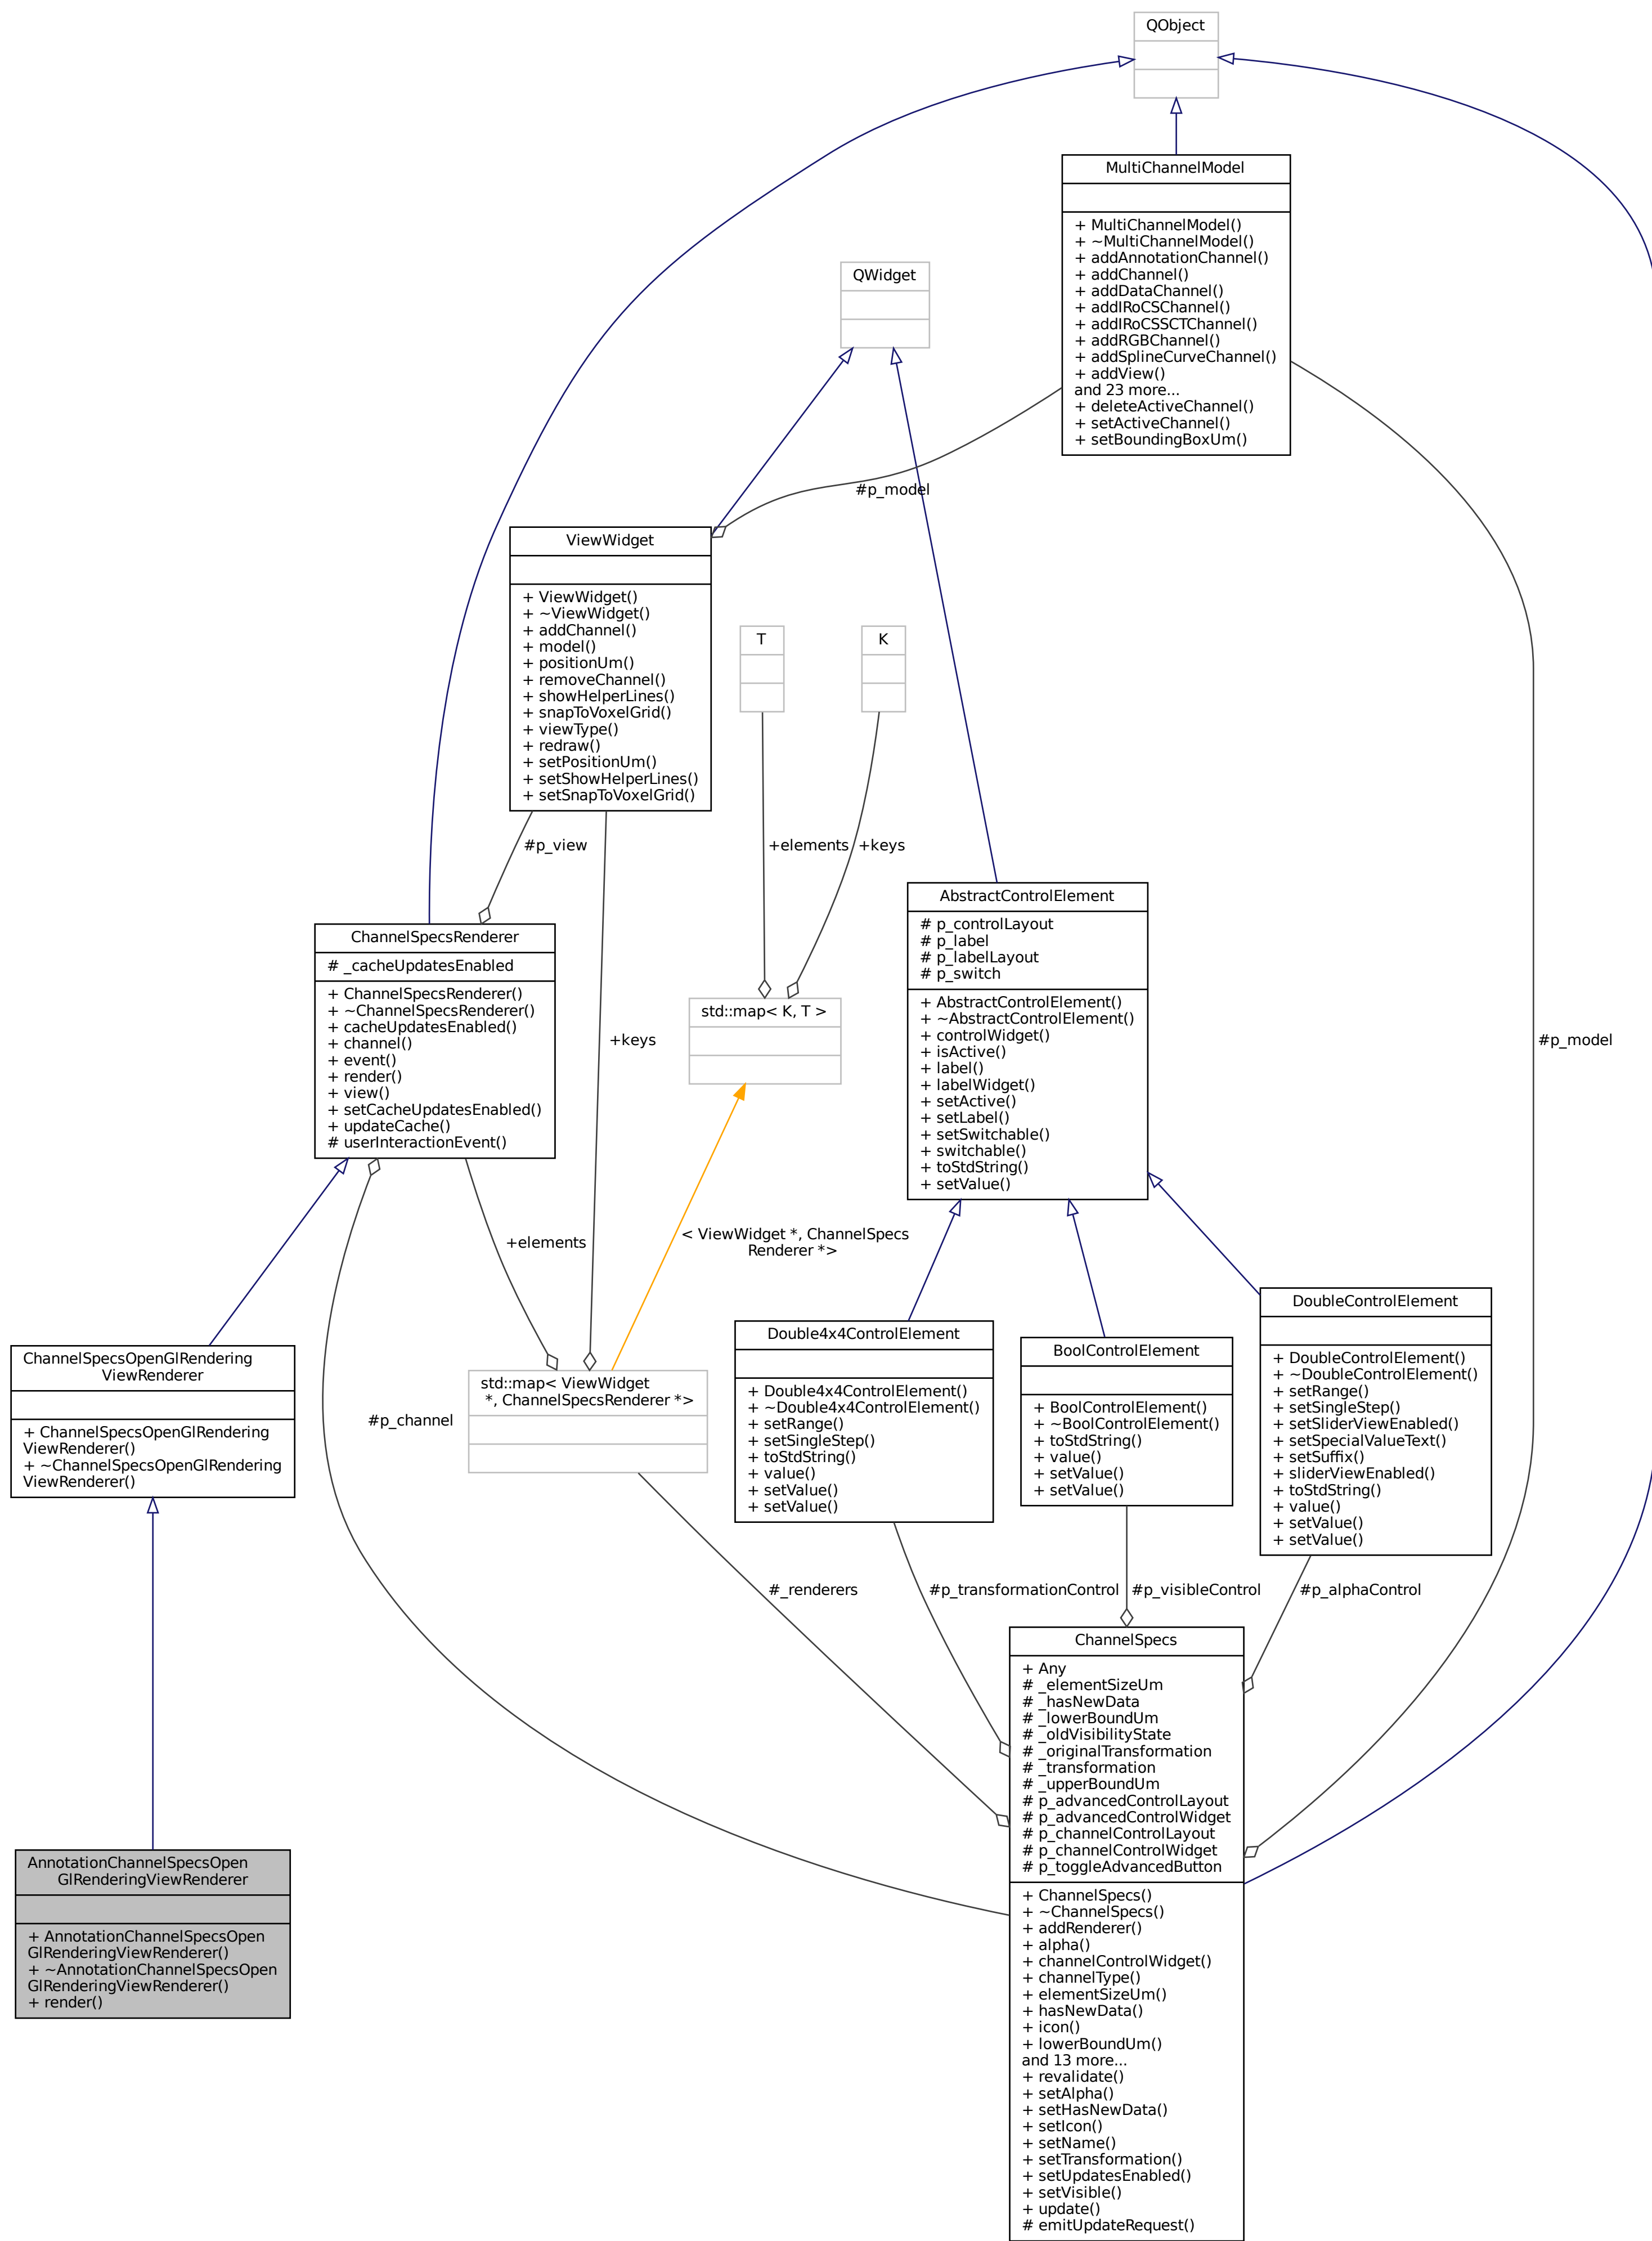 QObject
MultiChannelModel
+ MultiChannelModel()
+ ~MultiChannelModel()
+ addAnnotationChannel()
+ addChannel()
+ addDataChannel()
+ addIRoCSChannel()
+ addIRoCSSCTChannel()
+ addRGBChannel()
+ addSplineCurveChannel()
+ addView()
and 23 more...
+ deleteActiveChannel()
+ setActiveChannel()
+ setBoundingBoxUm()
QWidget
#p_model
ViewWidget
+ ViewWidget()
+ ~ViewWidget()
+ addChannel()
+ model()
+ positionUm()
+ removeChannel()
+ showHelperLines()
+ snapToVoxelGrid()
+ viewType()
+ redraw()
+ setPositionUm()
+ setShowHelperLines()
+ setSnapToVoxelGrid()
T
K
#p_view
+elements
+keys
ChannelSpecsRenderer
# _cacheUpdatesEnabled
+ ChannelSpecsRenderer()
+ ~ChannelSpecsRenderer()
+ cacheUpdatesEnabled()
+ channel()
+ event()
+ render()
+ view()
+ setCacheUpdatesEnabled()
+ updateCache()
# userInteractionEvent()
+keys
std::map< K, T >
AbstractControlElement
# p_controlLayout
# p_label
# p_labelLayout
# p_switch
+ AbstractControlElement()
+ ~AbstractControlElement()
+ controlWidget()
+ isActive()
+ label()
+ labelWidget()
+ setActive()
+ setLabel()
+ setSwitchable()
+ switchable()
+ toStdString()
+ setValue()
#p_model
+elements
< ViewWidget *, ChannelSpecs
Renderer *>
ChannelSpecsOpenGlRendering
ViewRenderer
+ ChannelSpecsOpenGlRendering
ViewRenderer()
+ ~ChannelSpecsOpenGlRendering
ViewRenderer()
#p_channel
std::map< ViewWidget
*, ChannelSpecsRenderer *>
Double4x4ControlElement
+ Double4x4ControlElement()
+ ~Double4x4ControlElement()
+ setRange()
+ setSingleStep()
+ toStdString()
+ value()
+ setValue()
+ setValue()
BoolControlElement
+ BoolControlElement()
+ ~BoolControlElement()
+ toStdString()
+ value()
+ setValue()
+ setValue()
DoubleControlElement
+ DoubleControlElement()
+ ~DoubleControlElement()
+ setRange()
+ setSingleStep()
+ setSliderViewEnabled()
+ setSpecialValueText()
+ setSuffix()
+ sliderViewEnabled()
+ toStdString()
+ value()
+ setValue()
+ setValue()
#_renderers
#p_transformationControl
#p_visibleControl
#p_alphaControl
ChannelSpecs
+ Any
# _elementSizeUm
# _hasNewData
# _lowerBoundUm
# _oldVisibilityState
# _originalTransformation
# _transformation
# _upperBoundUm
# p_advancedControlLayout
# p_advancedControlWidget
# p_channelControlLayout
# p_channelControlWidget
# p_toggleAdvancedButton
+ ChannelSpecs()
+ ~ChannelSpecs()
+ addRenderer()
+ alpha()
+ channelControlWidget()
+ channelType()
+ elementSizeUm()
+ hasNewData()
+ icon()
+ lowerBoundUm()
and 13 more...
+ revalidate()
+ setAlpha()
+ setHasNewData()
+ setIcon()
+ setName()
+ setTransformation()
+ setUpdatesEnabled()
+ setVisible()
+ update()
# emitUpdateRequest()
AnnotationChannelSpecsOpen
GlRenderingViewRenderer
+ AnnotationChannelSpecsOpen
GlRenderingViewRenderer()
+ ~AnnotationChannelSpecsOpen
GlRenderingViewRenderer()
+ render()